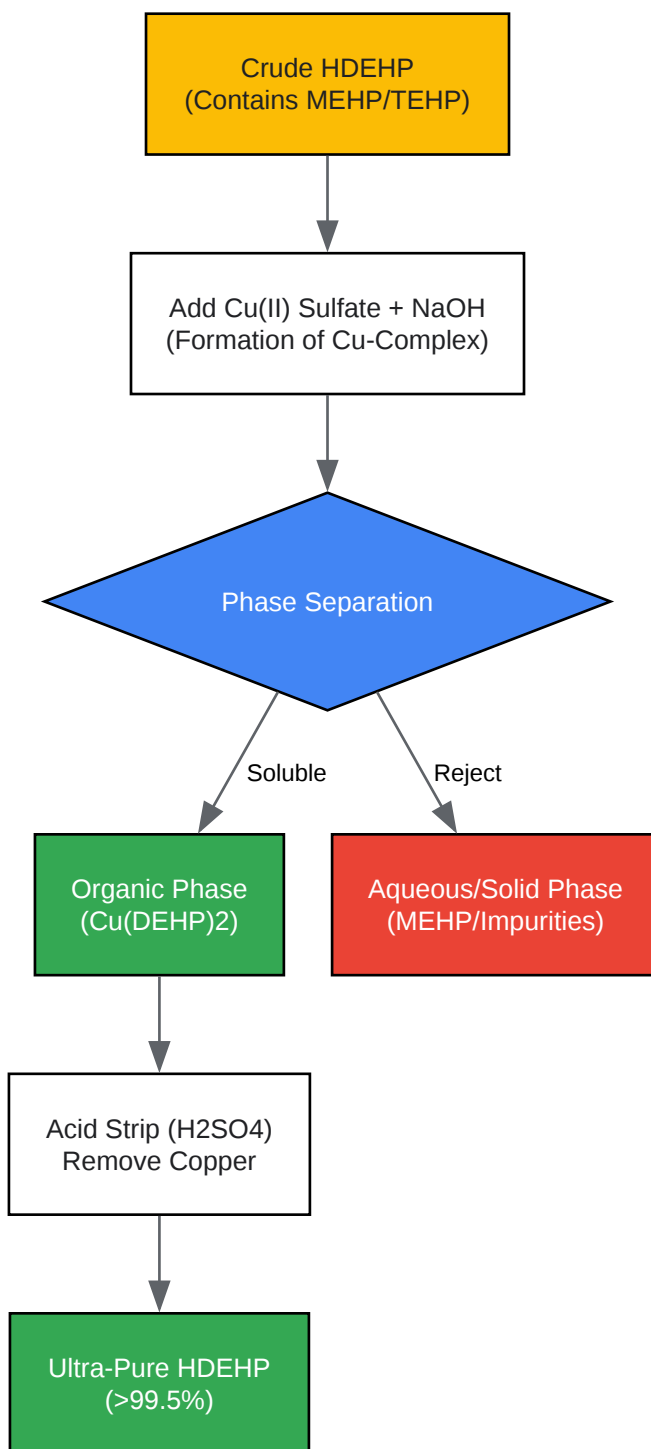 Crude HDEHP
(Contains MEHP/TEHP)
Add Cu(II) Sulfate + NaOH
(Formation of Cu-Complex)
Phase Separation
Soluble
Reject
Organic Phase
(Cu(DEHP)2)
Aqueous/Solid Phase
(MEHP/Impurities)
Acid Strip (H2SO4)
Remove Copper
Ultra-Pure HDEHP
(>99.5%)